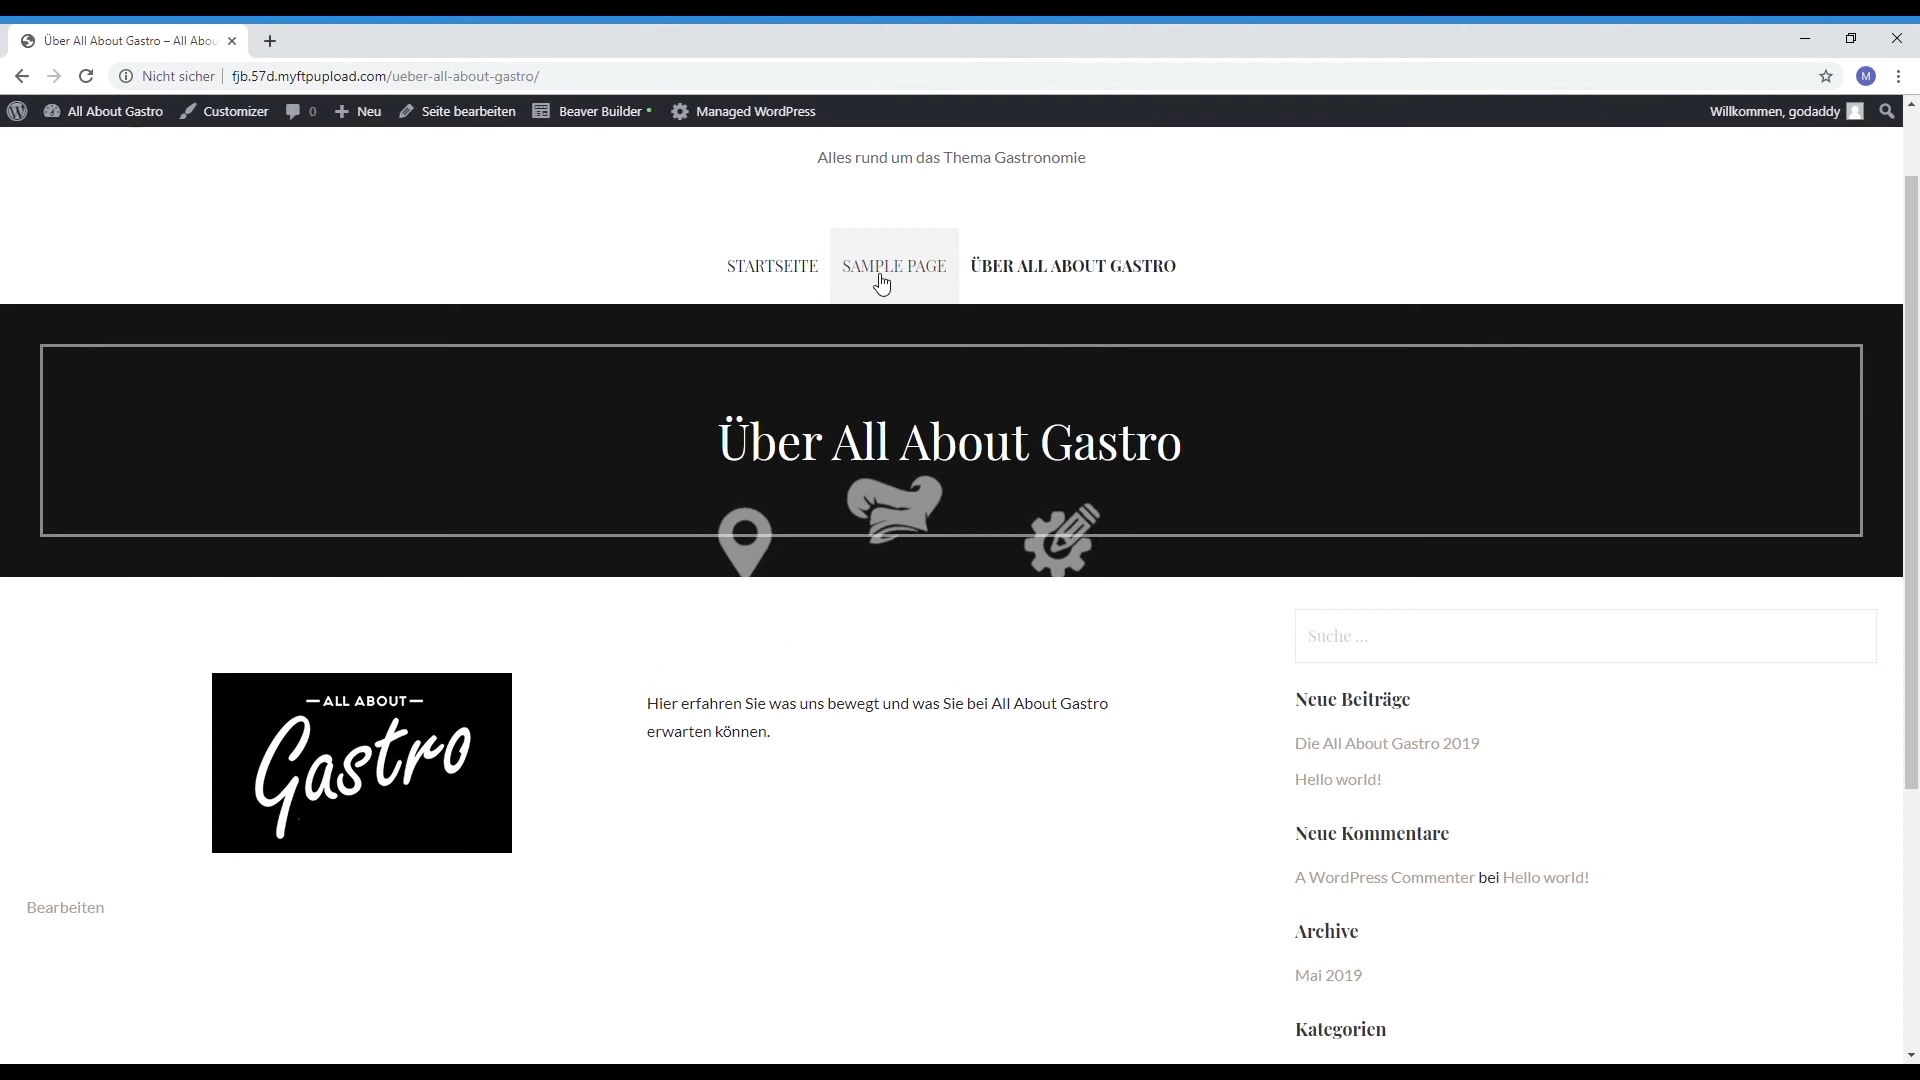 Über All About Gastro – All Abou
Nicht sicher
fjb.57d.myftpupload.com/ueber-all-about-gastro/
M
All About Gastro
Customizer
0
Neu
Seite bearbeiten
Beaver Builder
Managed WordPress
Willkommen, godaddy
Alles rund um das Thema Gastronomie
STARTSEITE
SAMPLE PAGE
ÜBER ALL ABOUT GASTRO
Über All About Gastro
ALL ABOUT
Gastro
Hier erfahren Sie was uns bewegt und was Sie bei All About Gastro
erwarten können.
Bearbeiten
Suche ...
Neue Beiträge
Die All About Gastro 2019
Hello world!
Neue Kommentare
A WordPress Commenter bei Hello world!
Archive
Mai 2019
Kategorien